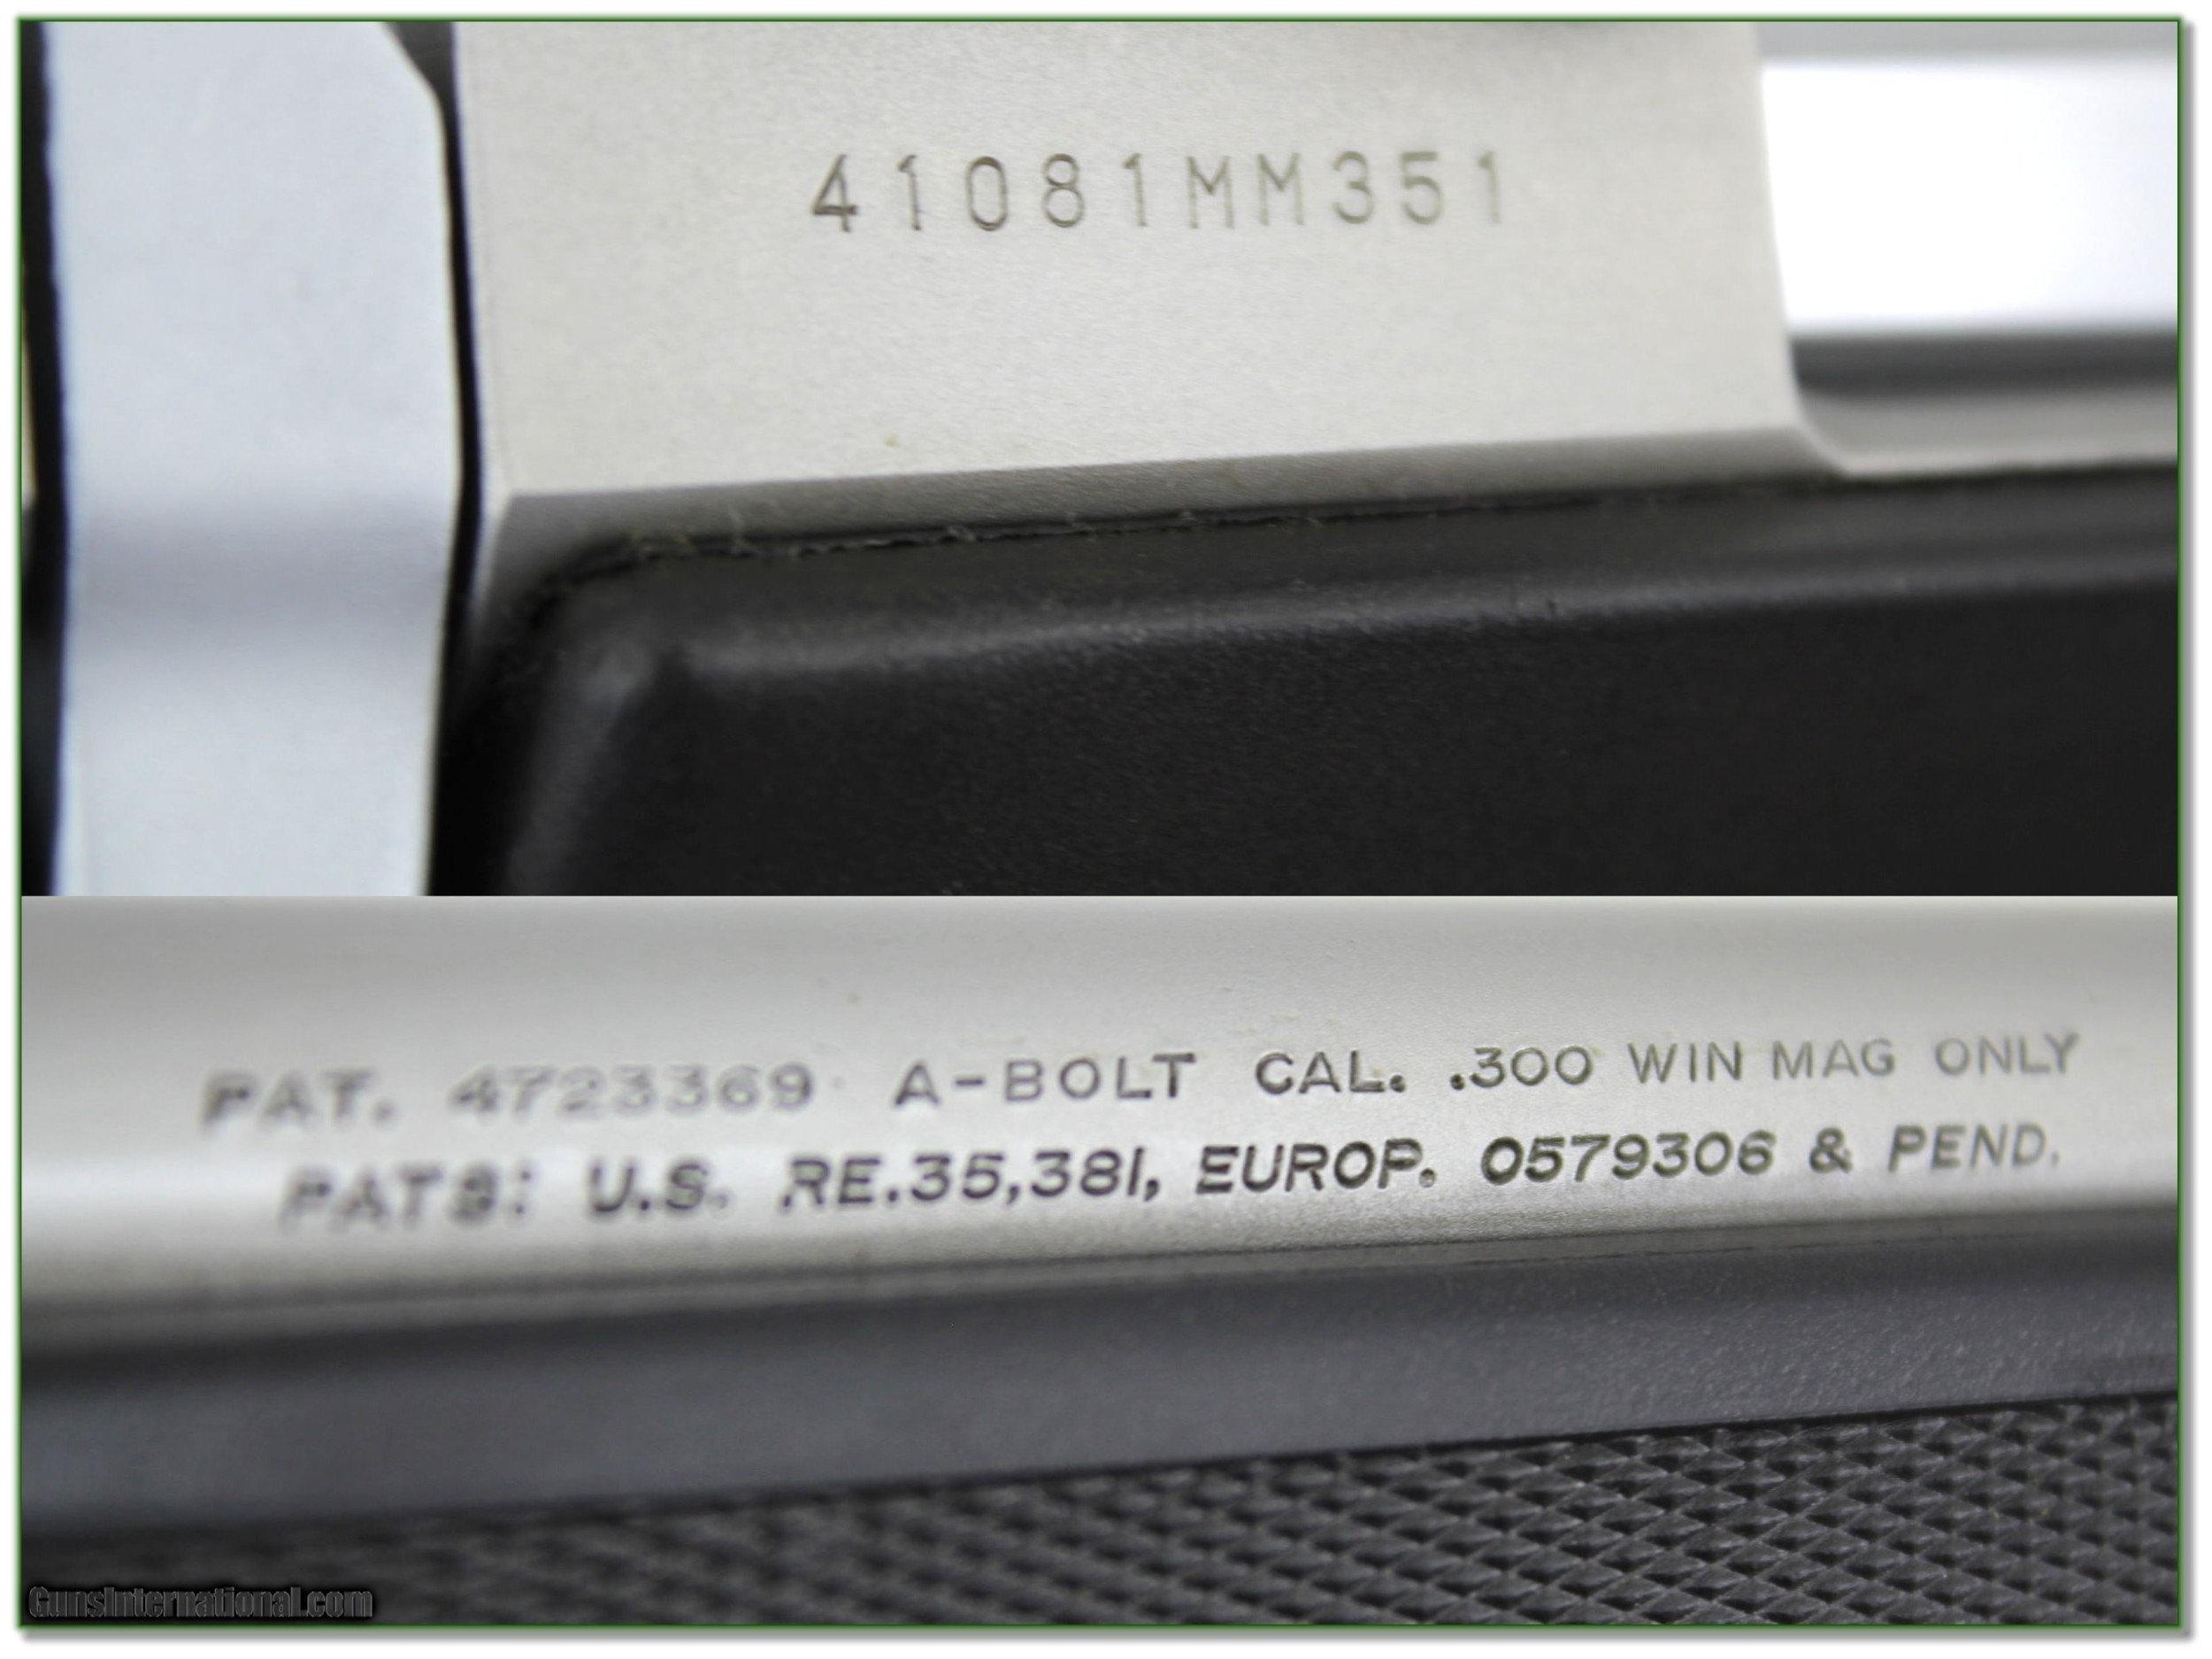 41081MM351
PAT. 4723369 A-BOLT CAL. .300 WIN MAG ONLY
PATS: U.S. RE.35,381, EUROP. 0579306 & PEND.
GunsInternational.com